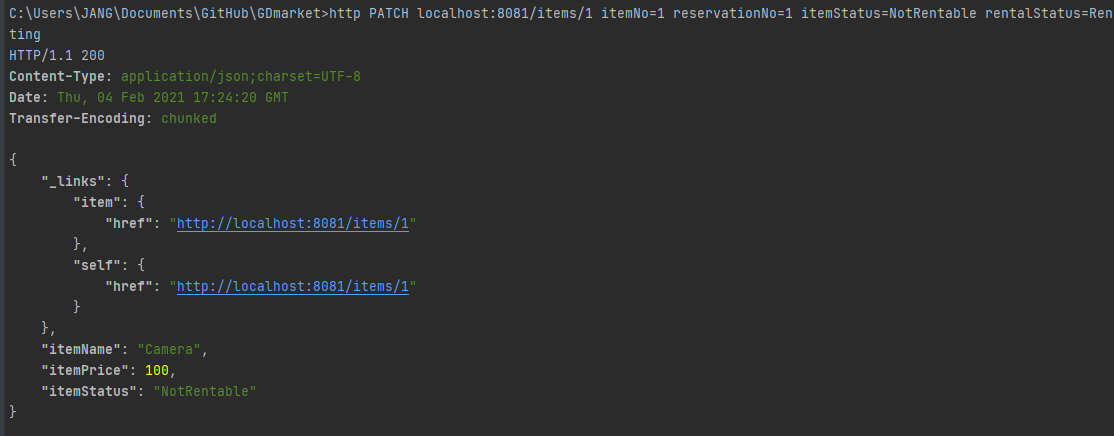 C:\Users\JANG\Documents\GitHub\GDmarket>http PATCH localhost:8081/items/1 itemNo=1 reservationNo=1 itemStatus=NotRentable rentalStatus=Ren
ting
HTTP/1.1 200
Content-Type: application/json;charset=UTF-8
Date: Thu, 04 Feb 2021 17:24:20 GMT
Transfer-Encoding: chunked

{
    "_links": {
        "item": {
            "href": "http://localhost:8081/items/1"
        },
        "self": {
            "href": "http://localhost:8081/items/1"
        }
    },
    "itemName": "Camera",
    "itemPrice": 100,
    "itemStatus": "NotRentable"
}